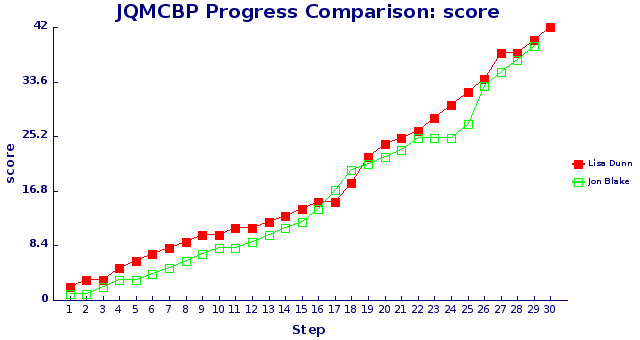 JQMCBP Progress Comparison: score
42
33.6
25.2
16.8
8.4
0
score
1 2 3 4 5 6 7 8 9 10 11 12 13 14 15 16 17 18 19 20 21 22 23 24 25 26 27 28 29 30
Step
Lisa Dunn
Jon Blake